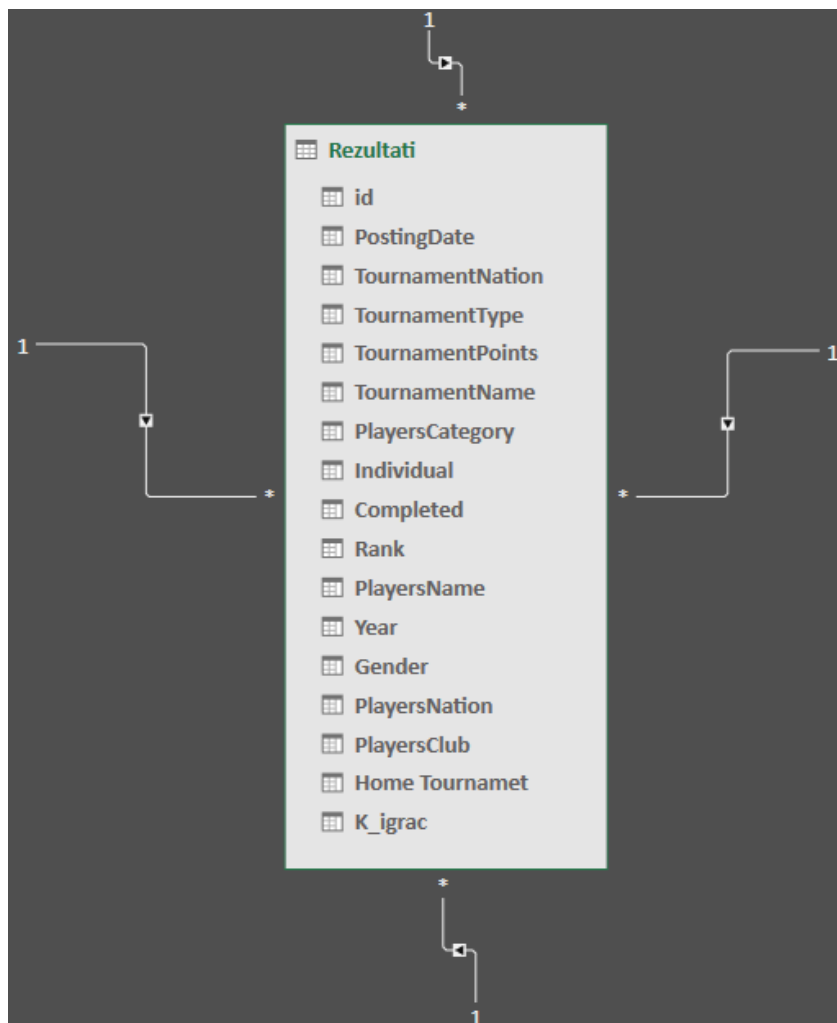 1
*
Rezultati
id
PostingDate
TournamentNation
TournamentType
1
TournamentPoints
1
TournamentName
PlayersCategory
Individual
*
*
Completed
Rank
PlayersName
Year
Gender
PlayersNation
PlayersClub
Home Tournamet
K_igrac
*
1